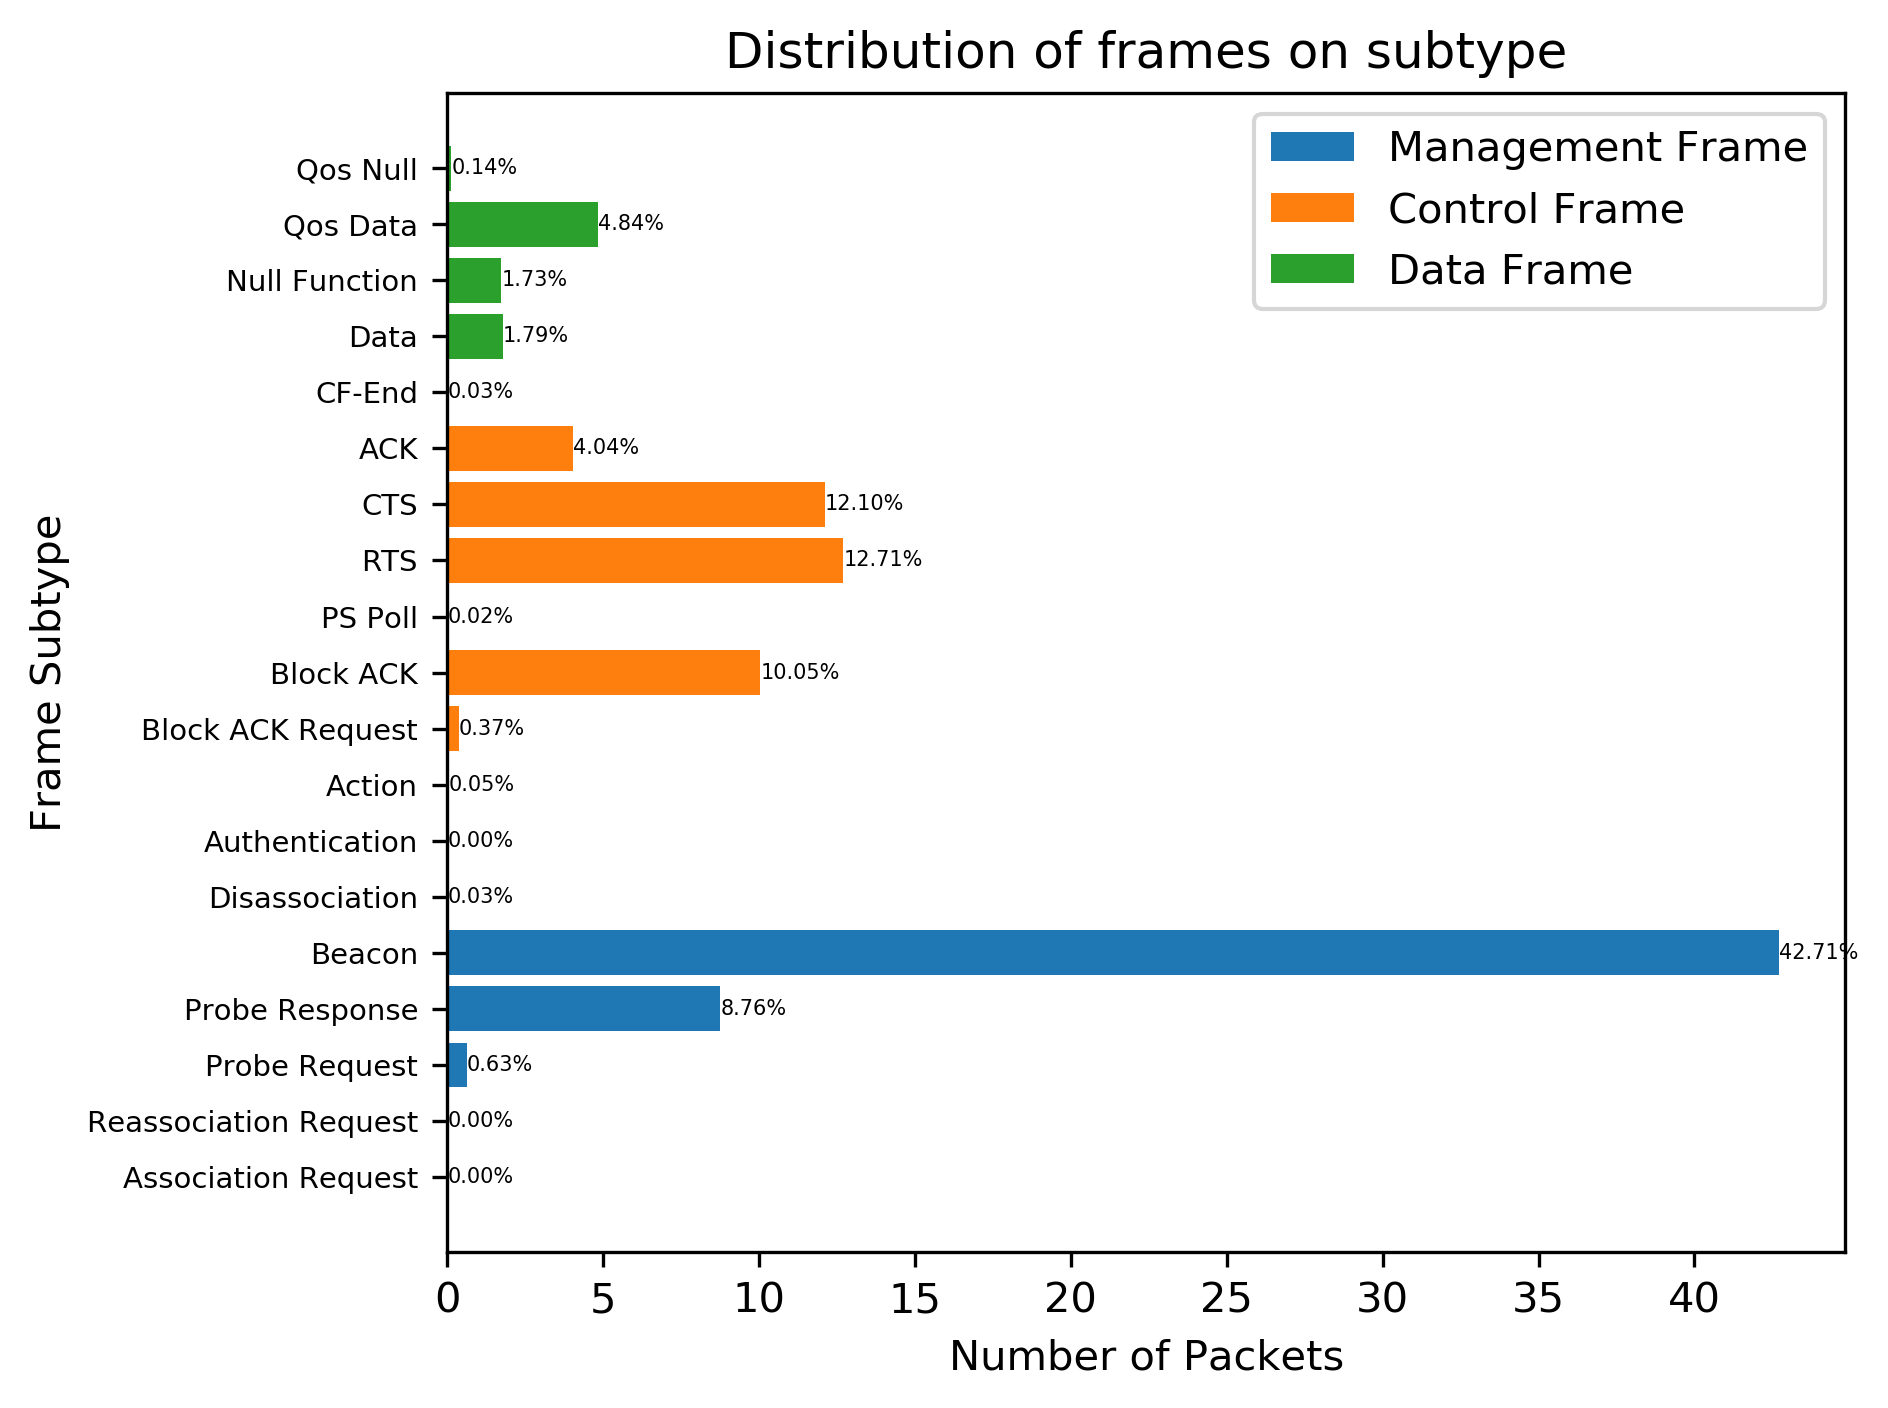 Distribution of frames on subtype
Management Frame
Control Frame
Data Frame
Frame Subtype
Qos Null 0.14%
Qos Data 4.84%
Null Function 1.73%
Data 1.79%
CF-End 0.03%
ACK 4.04%
CTS 12.10%
RTS 12.71%
PS Poll 0.02%
Block ACK 10.05%
Block ACK Request 0.37%
Action 0.05%
Authentication 0.00%
Disassociation 0.03%
Beacon 42.71%
Probe Response 8.76%
Probe Request 0.63%
Reassociation Request 0.00%
Association Request 0.00%
0 5 10 15 20 25 30 35 40
Number of Packets